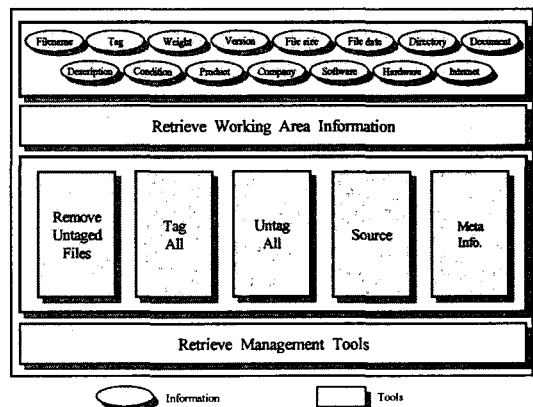 Filename Tag Weight Version File size File date Directory Document
Description Condition Product Company Software Hardware Internet
Retrieve Working Area Information
Remove
Untaged
Files
Tag
All
Untag
All
Source
Meta
Info.
Retrieve Management Tools
Information Tools